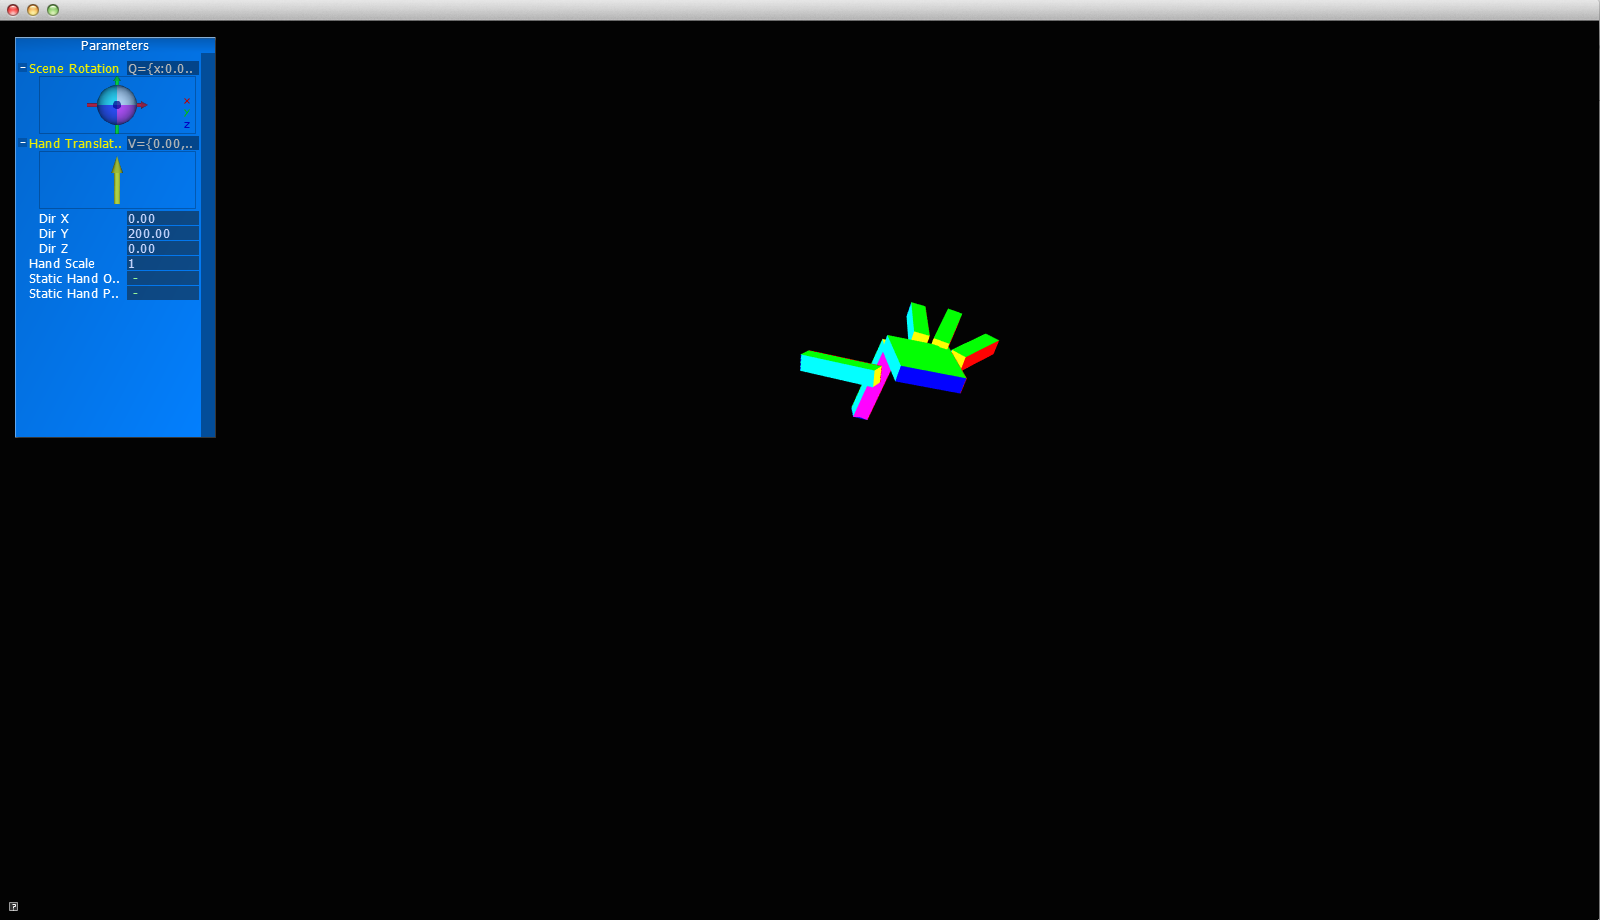 Parameters
Scene Rotation Q={x:0.0..
x
Y
z
Hand Translat.. V={0.00,..
Dir X 0.00
Dir Y 200.00
Dir Z 0.00
Hand Scale 1
Static Hand O.. -
Static Hand P.. -
?